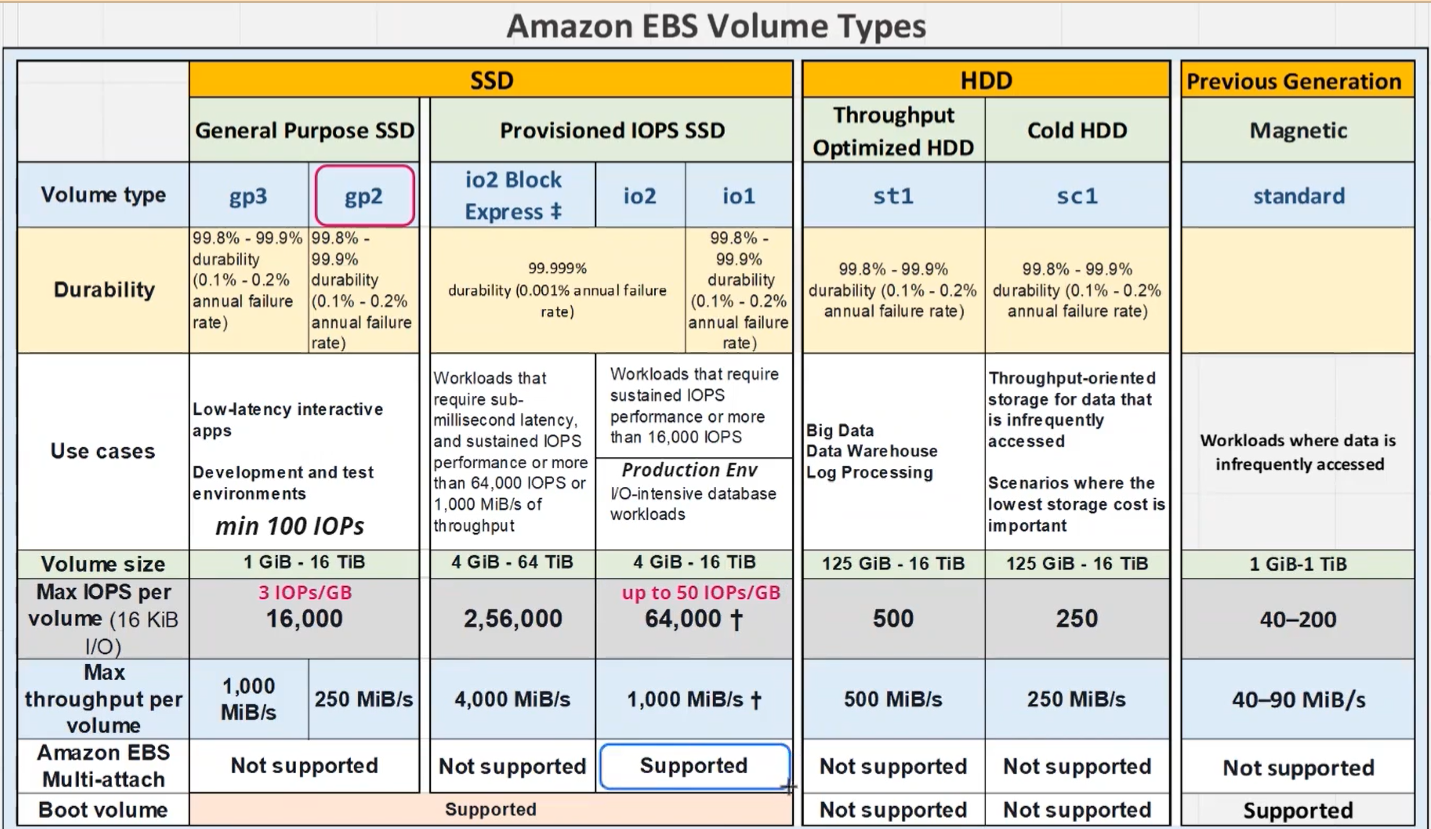 Amazon EBS Volume Types
SSD
HDD
Previous Generation
General Purpose SSD
Provisioned IOPS SSD
Throughput
Optimized HDD
Cold HDD
Magnetic
Volume type
gp3
gp2
io2 Block
Express ‡
io2
io1
st1
sc1
standard
Durability
99.8% - 99.9%
durability
(0.1% - 0.2%
annual failure
rate)
99.8% -
99.9%
durability
(0.1% - 0.2%
annual failure
rate)
99.999%
durability (0.001% annual failure
rate)
99.8% -
99.9%
durability
(0.1% - 0.2%
annual failure
rate)
99.8% - 99.9%
durability (0.1% - 0.2%
annual failure rate)
99.8% - 99.9%
durability (0.1% - 0.2%
annual failure rate)
Use cases
Low-latency interactive
apps
Development and test
environments
min 100 IOPs
Workloads that
require sub-
millisecond latency,
and sustained IOPS
performance or more
than 64,000 IOPS or
1,000 MiB/s of
throughput
Workloads that require
sustained IOPS
performance or more
than 16,000 IOPS
Production Env
I/O-intensive database
workloads
Big Data
Data Warehouse
Log Processing
Throughput-oriented
storage for data that
is infrequently
accessed
Scenarios where the
lowest storage cost is
important
Workloads where data is
infrequently accessed
Volume size
1 GiB - 16 TiB
4 GiB - 64 TiB
4 GiB - 16 TiB
125 GiB - 16 TiB
125 GiB - 16 TiB
1 GiB-1 TiB
Max IOPS per
volume (16 KiB
I/O)
3 IOPs/GB
16,000
2,56,000
up to 50 IOPs/GB
64,000 †
500
250
40–200
Max
throughput per
volume
1,000
MiB/s
250 MiB/s
4,000 MiB/s
1,000 MiB/s †
500 MiB/s
250 MiB/s
40–90 MiB/s
Amazon EBS
Multi-attach
Not supported
Not supported
Supported
Not supported
Not supported
Not supported
Boot volume
Supported
Not supported
Not supported
Supported